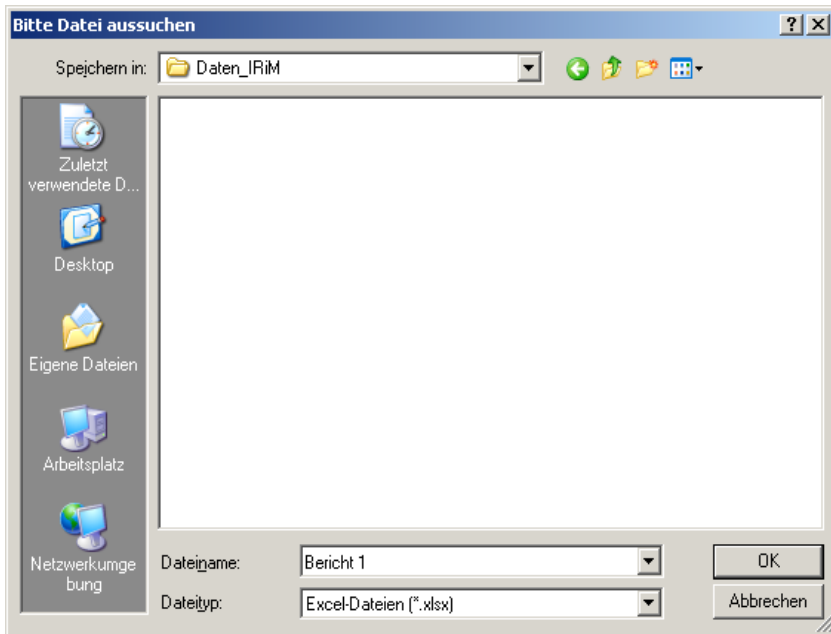 Bitte Datei aussuchen
Speichern in:
Daten_IRiM
Zuletzt
verwendete D...
Desktop
Eigene Dateien
Arbeitsplatz
Netzwerkumge
bung
Dateiname:
Bericht 1
OK
Dateityp:
Excel-Dateien (*.xlsx)
Abbrechen